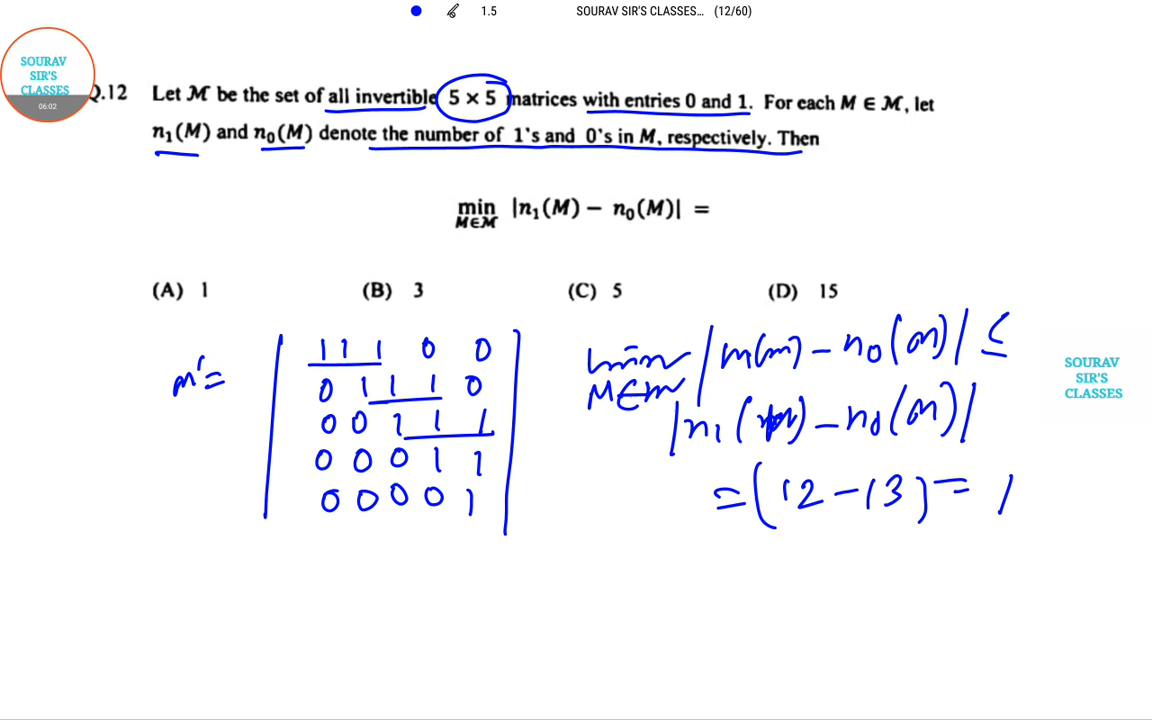 1.5 SOURAV SIR'S CLASSES... (12/60)
SOURAV
SIR'S
CLASSES
06:02
Q.12 Let M be the set of all invertible 5 × 5 matrices with entries 0 and 1. For each M ∈ M, let
n₁(M) and n₀(M) denote the number of 1's and 0's in M, respectively. Then
min |n₁(M) − n₀(M)| =
M∈M
(A) 1 (B) 3 (C) 5 (D) 15
1 1 1 0 0
0 1 1 1 0
M' = 0 0 1 1 1
0 0 0 1 1
0 0 0 0 1
min |n(m) − n₀(m)| ≤
M∈m
|n₁(m) − n₀(m)|
= (12 − 13) = 1
SOURAV
SIR'S
CLASSES